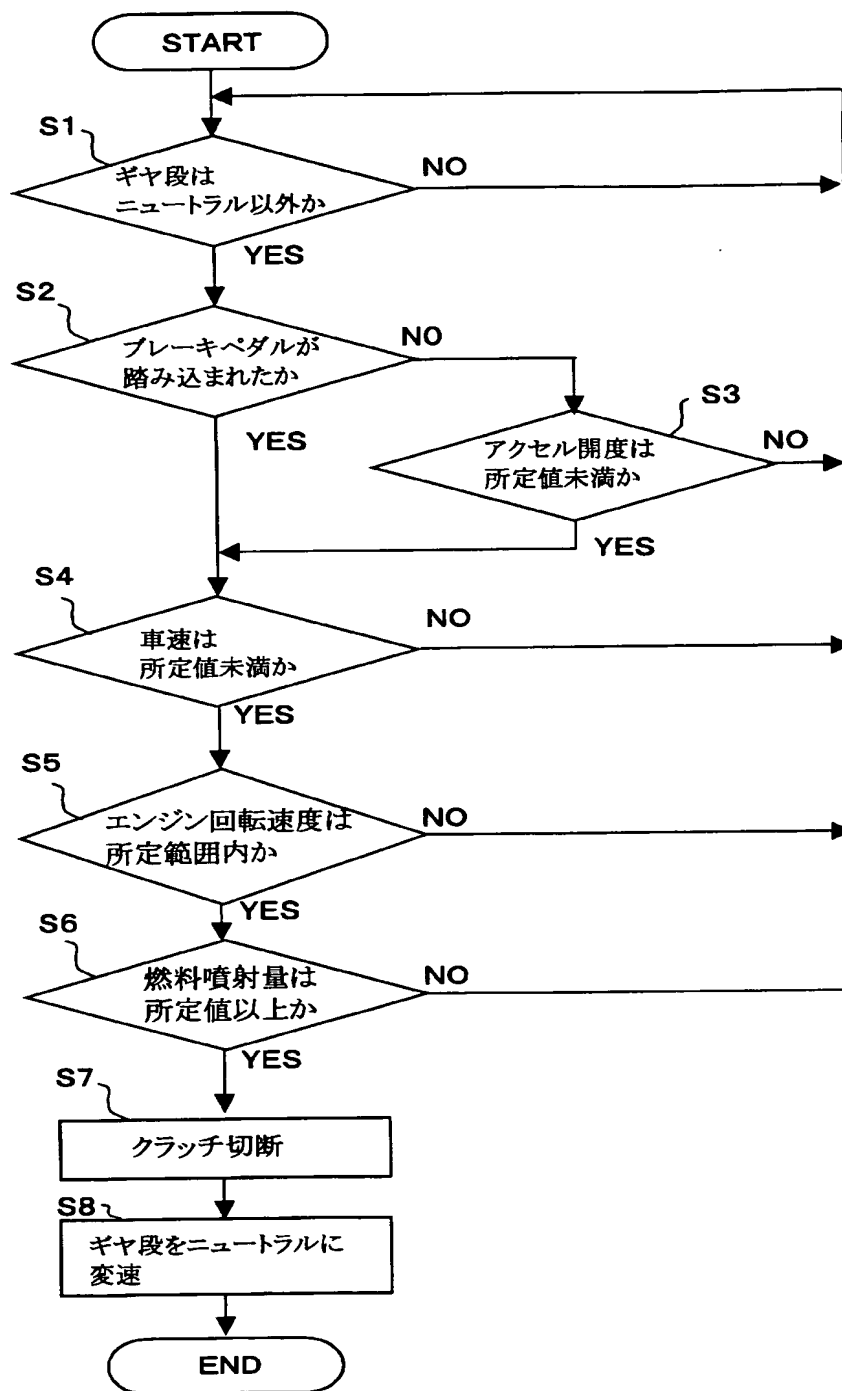 START
S1
ギヤ段は
ニュートラル以外か
NO
YES
S2
ブレーキペダルが
踏み込まれたか
NO
YES
S3
アクセル開度は
所定値未満か
NO
YES
S4
車速は
所定値未満か
NO
YES
S5
エンジン回転速度は
所定範囲内か
NO
YES
S6
燃料噴射量は
所定値以上か
NO
YES
S7
クラッチ切断
S8
ギヤ段をニュートラルに
変速
END